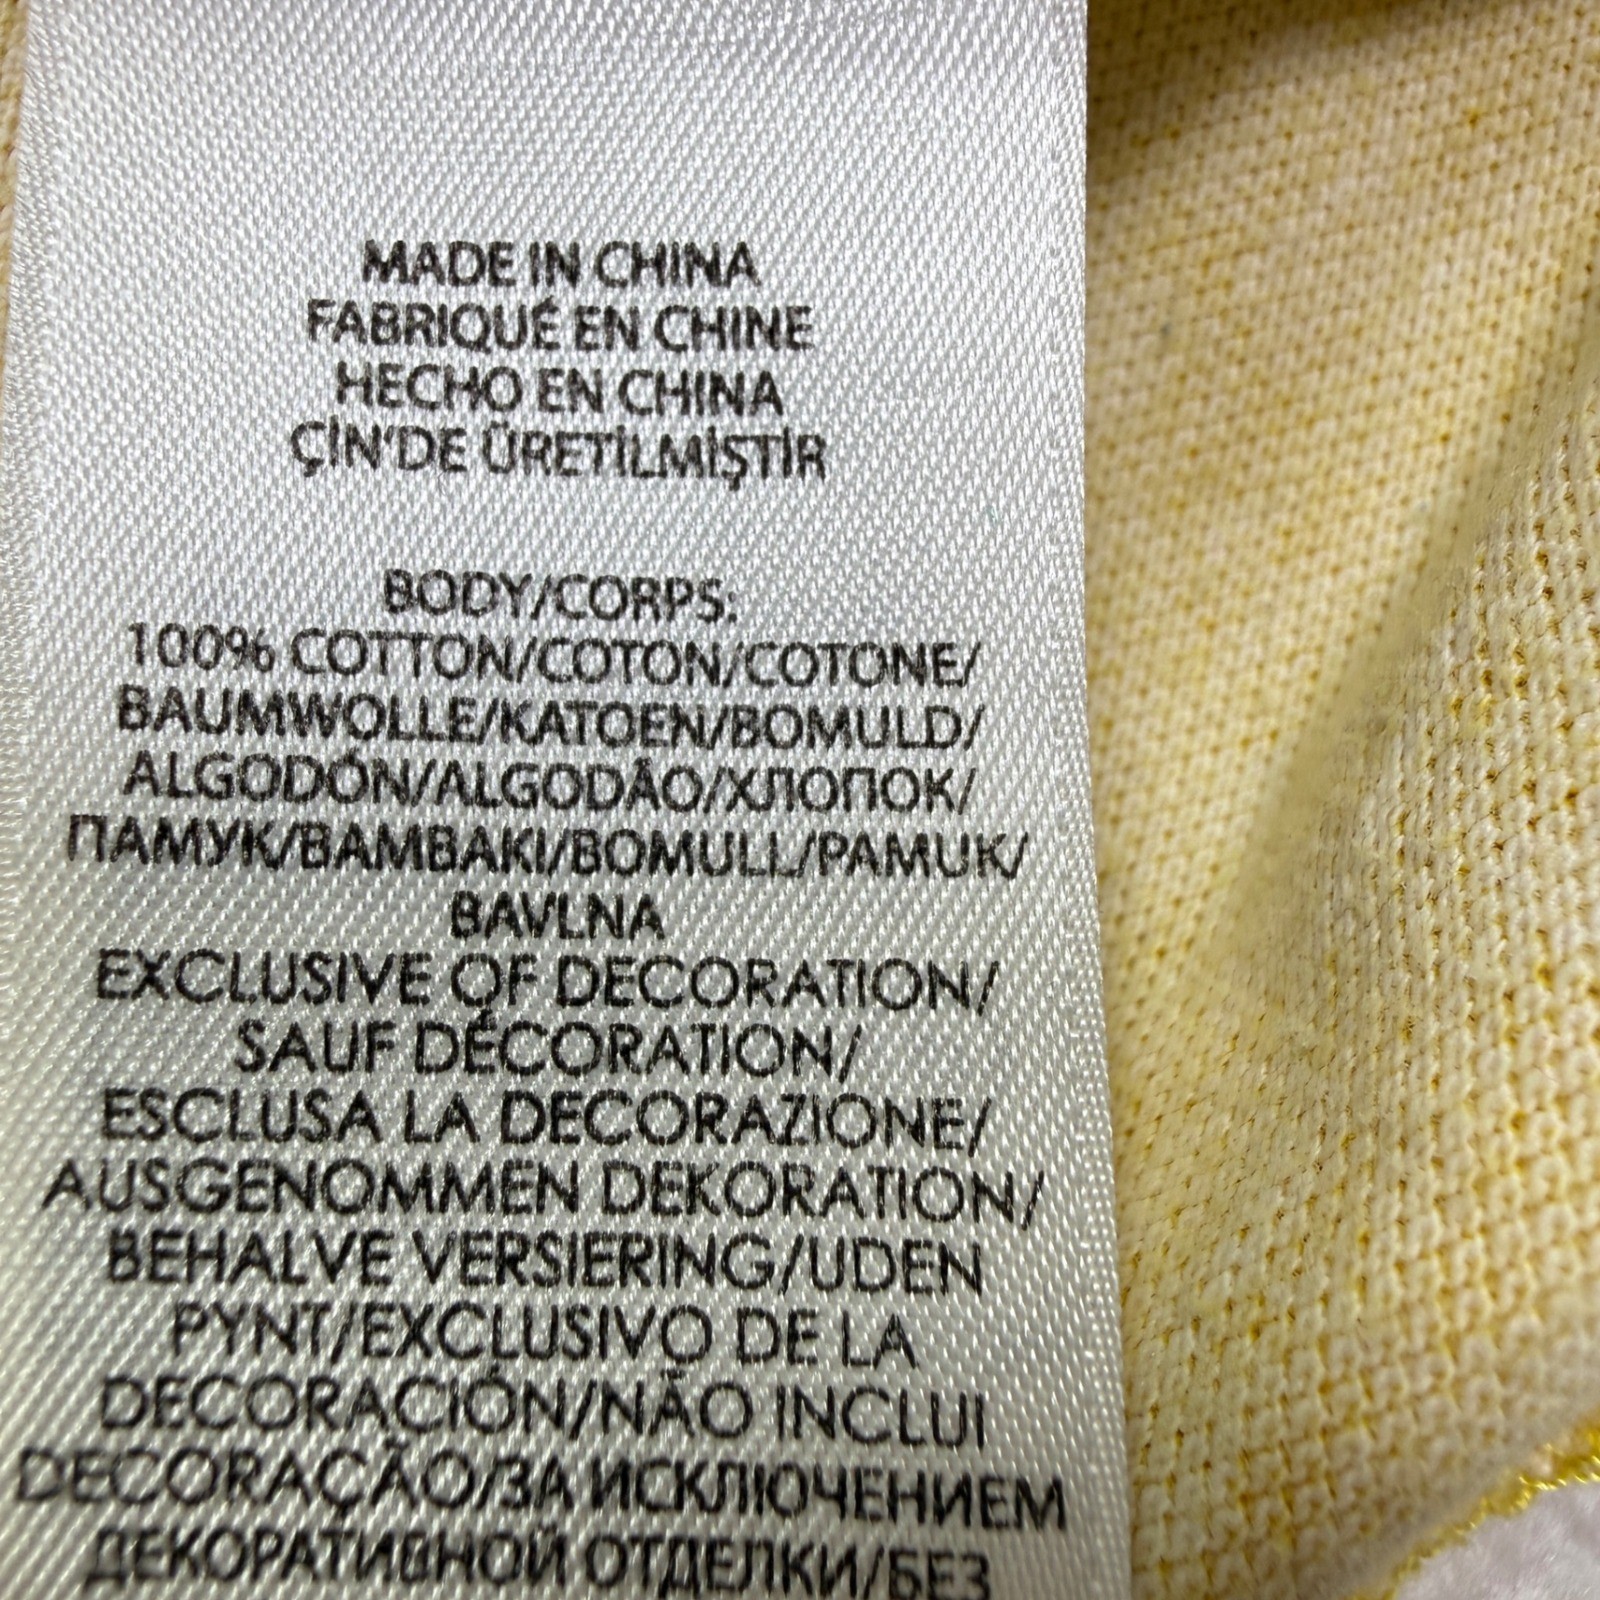 MADE IN CHINA
FABRIQUÉ EN CHINE
HECHO EN CHINA
ÇİN'DE ÜRETİLMİŞTİR
BODY/CORPS:
100% COTTON/COTON/COTONE/
BAUMWOLLE/KATOEN/BOMULD/
ALGODÓN/ALGODÃO/ХЛОПОК/
ПАМУК/BAMBAKI/BOMULL/PAMUK/
BAVLNA
EXCLUSIVE OF DECORATION/
SAUF DÉCORATION/
ESCLUSA LA DECORAZIONE/
AUSGENOMMEN DEKORATION/
BEHALVE VERSIERING/UDEN
PYNT/EXCLUSIVO DE LA
DECORACIÓN/NÃO INCLUI
DECORAÇÃO/ЗА ИСКЛЮЧЕНИЕМ
ДЕКОРАТИВНОЙ ОТДЕЛКИ/БЕЗ